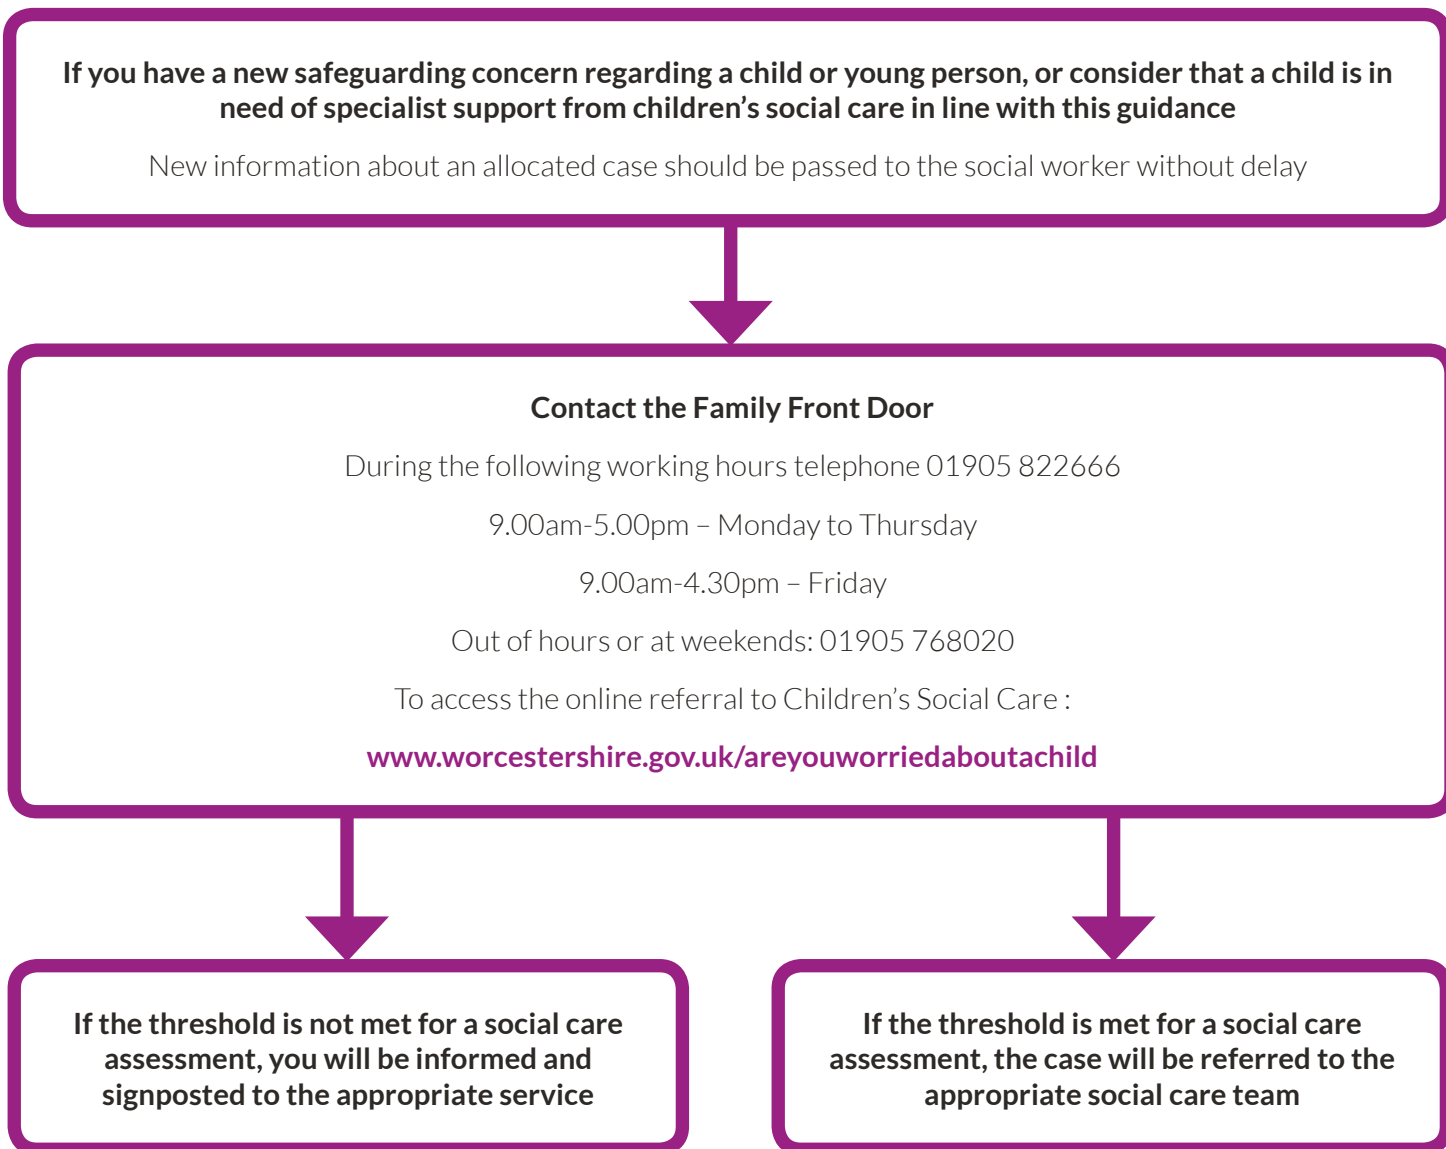 If you have a new safeguarding concern regarding a child or young person, or consider that a child is in
need of specialist support from children’s social care in line with this guidance
New information about an allocated case should be passed to the social worker without delay
Contact the Family Front Door
During the following working hours telephone 01905 822666
9.00am-5.00pm – Monday to Thursday
9.00am-4.30pm – Friday
Out of hours or at weekends: 01905 768020
To access the online referral to Children’s Social Care :
www.worcestershire.gov.uk/areyouworriedaboutachild
If the threshold is not met for a social care
assessment, you will be informed and
signposted to the appropriate service
If the threshold is met for a social care
assessment, the case will be referred to the
appropriate social care team